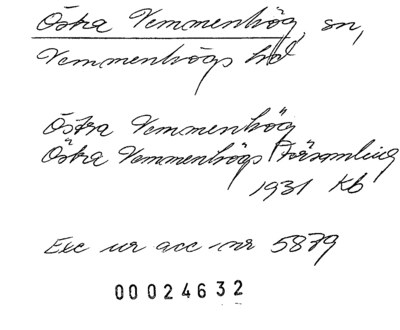 Östra Vemmenhög, sn,
Vemmenhögs hd
Östra Vemmenhög
Östra Vemmenhögs församling
1931 Kb
Exc ur acc nr 5879
00024632